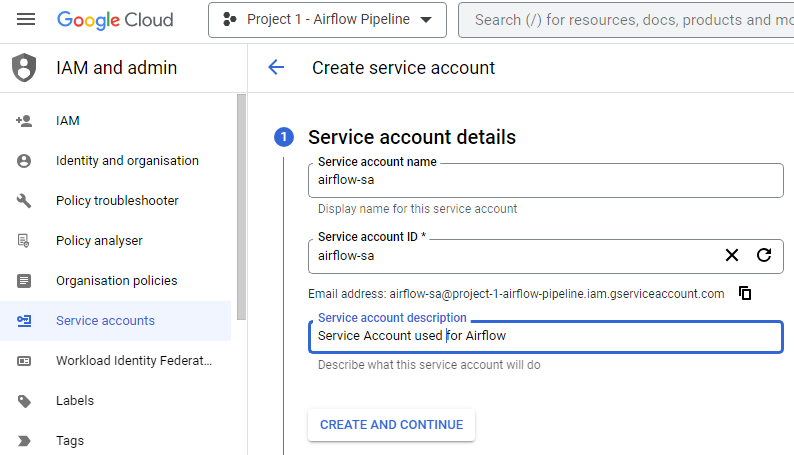 Google Cloud
Project 1 - Airflow Pipeline
Search (/) for resources, docs, products and mo
IAM and admin
Create service account
IAM
Identity and organisation
Policy troubleshooter
Policy analyser
Organisation policies
Service accounts
Workload Identity Federat...
Labels
Tags
1 Service account details
Service account name
airflow-sa
Display name for this service account
Service account ID *
airflow-sa
Email address: airflow-sa@project-1-airflow-pipeline.iam.gserviceaccount.com
Service account description
Service Account used for Airflow
Describe what this service account will do
CREATE AND CONTINUE